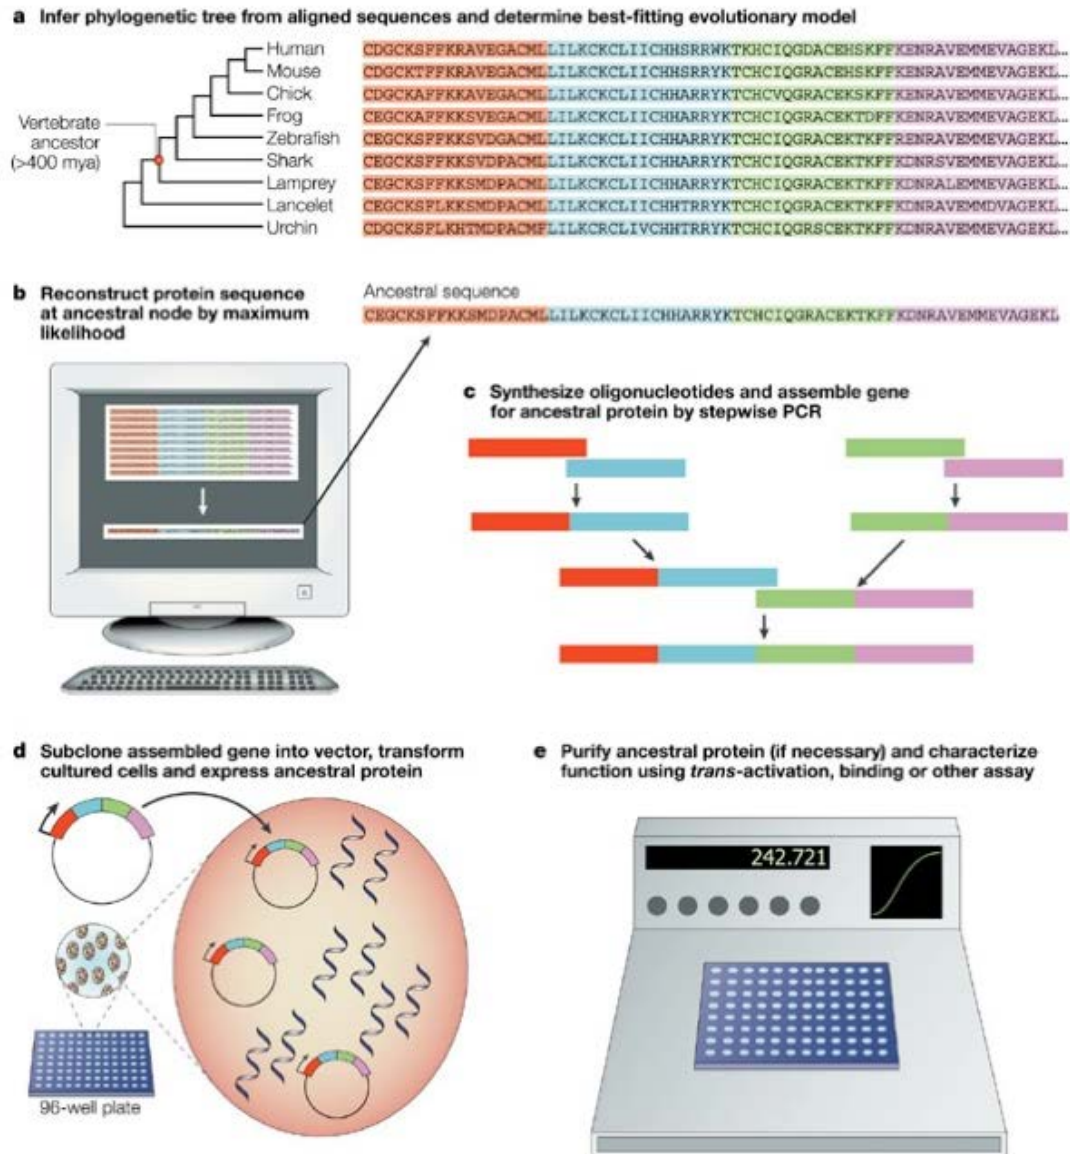 a Infer phylogenetic tree from aligned sequences and determine best-fitting evolutionary model
Human CDGCKSFFKRAVEGACMLLILKCKCLIICHHSRRWKTKHCIQGDACEHSKFFKENRAVEMMEVAGEKL...
Mouse CDGCKTFFKRAVEGACMLLILKCKCLIICHHSRRYKTCHCIQGRACEHSKFFKENRAVEMMEVAGEKL...
Chick CDGCKAFFKKAVEGACMLLILKCKCLIICHHARRYKTCHCVQGRACEKSKFFKENRAVEMMEVAGEKL...
Frog CEGCKAFFKKSVEGACMLLILKCKCLIICHHARRYKTCHCIQGRACEKTDFFKENRAVEMMEVAGEKL...
Vertebrate
ancestor
(>400 mya)
Zebrafish CEGCKSFFKKSVDGACMLLILKCKCLIICHHARRYKTCHCIQGRACEKTKFFRENRAVEMMEVAGEKL...
Shark CEGCKSFFKKSVDPACMLLILKCKCLIICHHARRYKTCHCIQGRACEKTKFFKDNRSVEMMEVAGEKL...
Lamprey CEGCKSFFKKSMDPACMLLILKCKCLIICHHARRYKTCHCIQGRACEKTKFFKDNRALEMMEVAGEKL...
Lancelet CEGCKSFLKKSMDPACMLLILKCKCLIICHHTRRYKTCHCIQGRACEKTKFFKENRAVEMMDVAGEKL...
Urchin CEGCKSFLKHTMDPACMFLILKCRCLIVCHHTRRYKTCHCIQGRSCEKTKFFKDNRAVEMMEVAGEKL...
b Reconstruct protein sequence
at ancestral node by maximum
likelihood
Ancestral sequence
CEGCKSFFKKSMDPACMLLILKCKCLIICHHARRYKTCHCIQGRACEKTKFFKDNRAVEMMEVAGEKL
c Synthesize oligonucleotides and assemble gene
for ancestral protein by stepwise PCR
d Subclone assembled gene into vector, transform
cultured cells and express ancestral protein
96-well plate
e Purify ancestral protein (if necessary) and characterize
function using trans-activation, binding or other assay
242.721